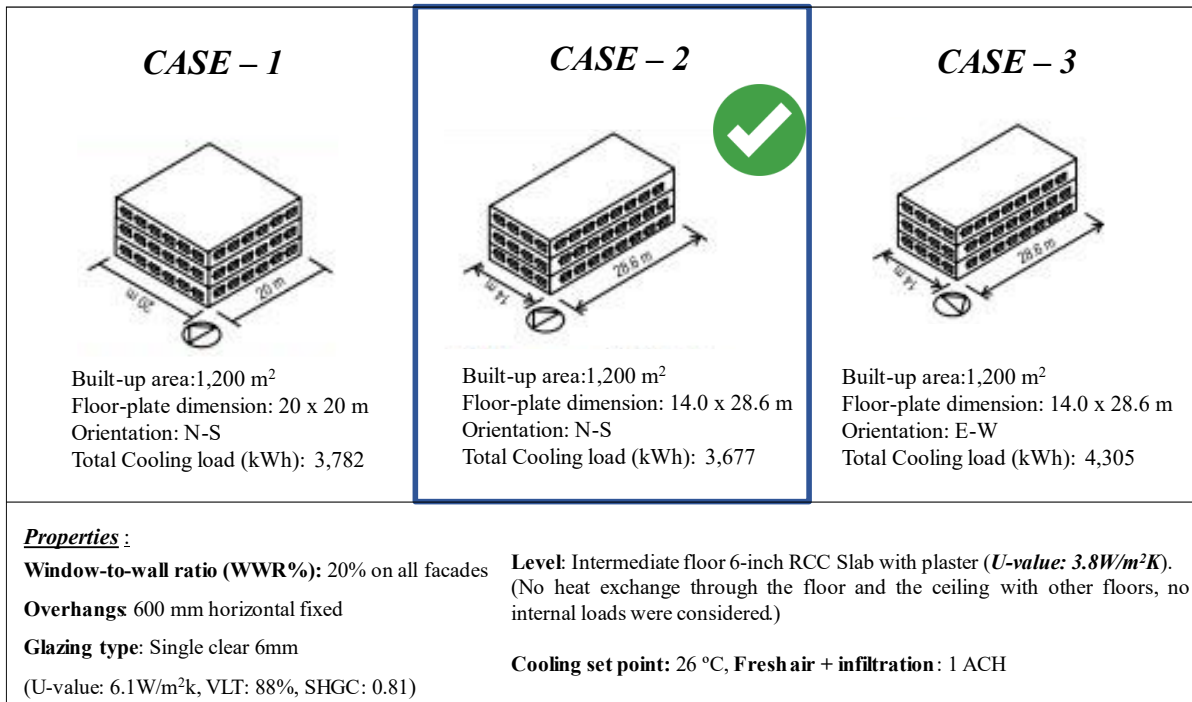 CASE – 1
20 m
20 m
Built-up area:1,200 m²
Floor-plate dimension: 20 x 20 m
Orientation: N-S
Total Cooling load (kWh): 3,782
CASE – 2
14 m
28.6 m
Built-up area:1,200 m²
Floor-plate dimension: 14.0 x 28.6 m
Orientation: N-S
Total Cooling load (kWh): 3,677
CASE – 3
14 m
28.6 m
Built-up area:1,200 m²
Floor-plate dimension: 14.0 x 28.6 m
Orientation: E-W
Total Cooling load (kWh): 4,305
Properties :
Window-to-wall ratio (WWR%): 20% on all facades
Overhangs: 600 mm horizontal fixed
Glazing type: Single clear 6mm
(U-value: 6.1W/m²k, VLT: 88%, SHGC: 0.81)
Level: Intermediate floor 6-inch RCC Slab with plaster (U-value: 3.8W/m²K).
(No heat exchange through the floor and the ceiling with other floors, no
internal loads were considered.)
Cooling set point: 26 ºC, Fresh air + infiltration : 1 ACH